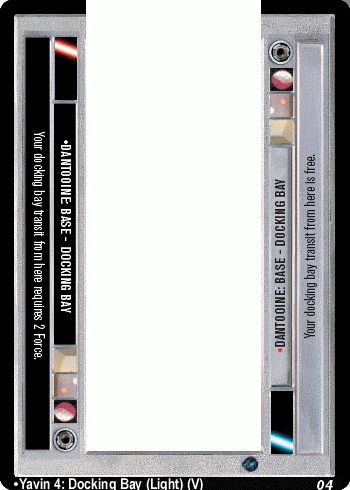 Your docking bay transit from here requires 2 Force.
•DANTOOINE: BASE - DOCKING BAY
•DANTOOINE: BASE - DOCKING BAY
Your docking bay transit from here is free.
•Yavin 4: Docking Bay (Light) (V) 04